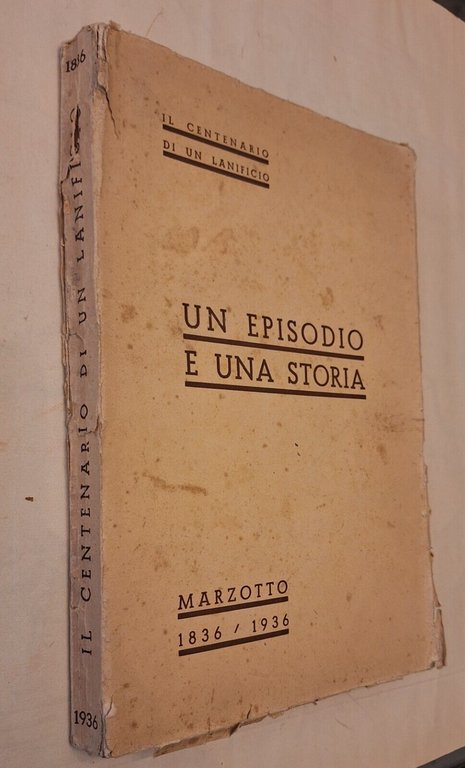 1836
IL CENTENARIO DI UN LANIFICIO
1936
IL CENTENARIO
DI UN LANIFICIO
UN EPISODIO
E UNA STORIA
MARZOTTO
1836 / 1936